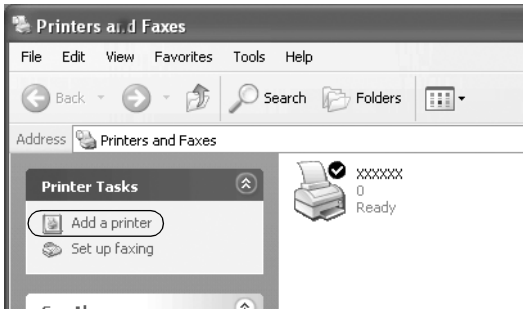 Printers and Faxes
File Edit View Favorites Tools Help
Back Search Folders
Address Printers and Faxes
Printer Tasks
Add a printer
Set up faxing
xxxxxx
0
Ready